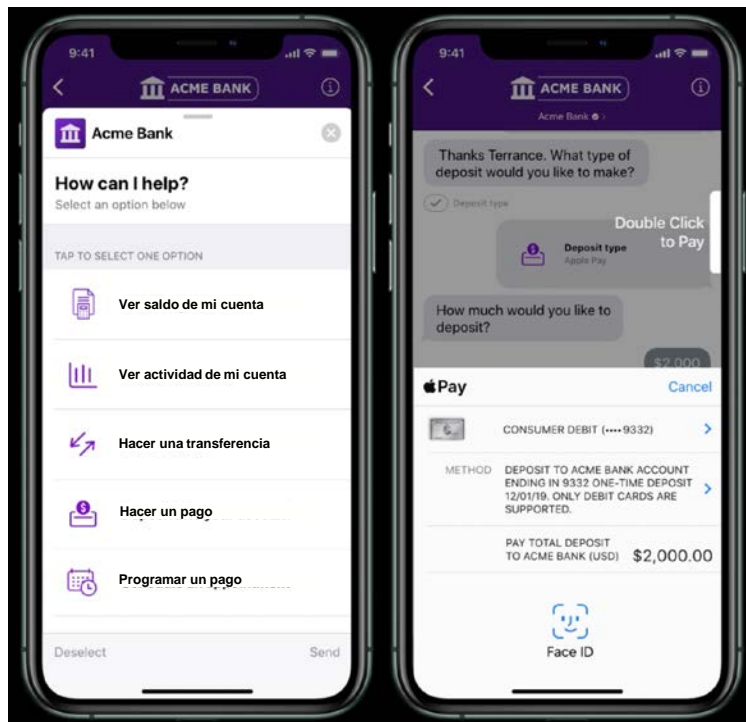 9:41
ACME BANK
Acme Bank
How can I help?
Select an option below
TAP TO SELECT ONE OPTION
Ver saldo de mi cuenta
Ver actividad de mi cuenta
Hacer una transferencia
Hacer un pago
Programar un pago
Deselect Send
9:41
ACME BANK
Acme Bank
Thanks Terrance. What type of
deposit would you like to make?
Deposit type
Double Click
to Pay
Deposit type
Apple Pay
How much would you like to
deposit?
$2,000
Pay Cancel
CONSUMER DEBIT (•••• 9332)
METHOD DEPOSIT TO ACME BANK ACCOUNT
ENDING IN 9332 ONE-TIME DEPOSIT
12/01/19. ONLY DEBIT CARDS ARE
SUPPORTED.
PAY TOTAL DEPOSIT
TO ACME BANK (USD) $2,000.00
Face ID